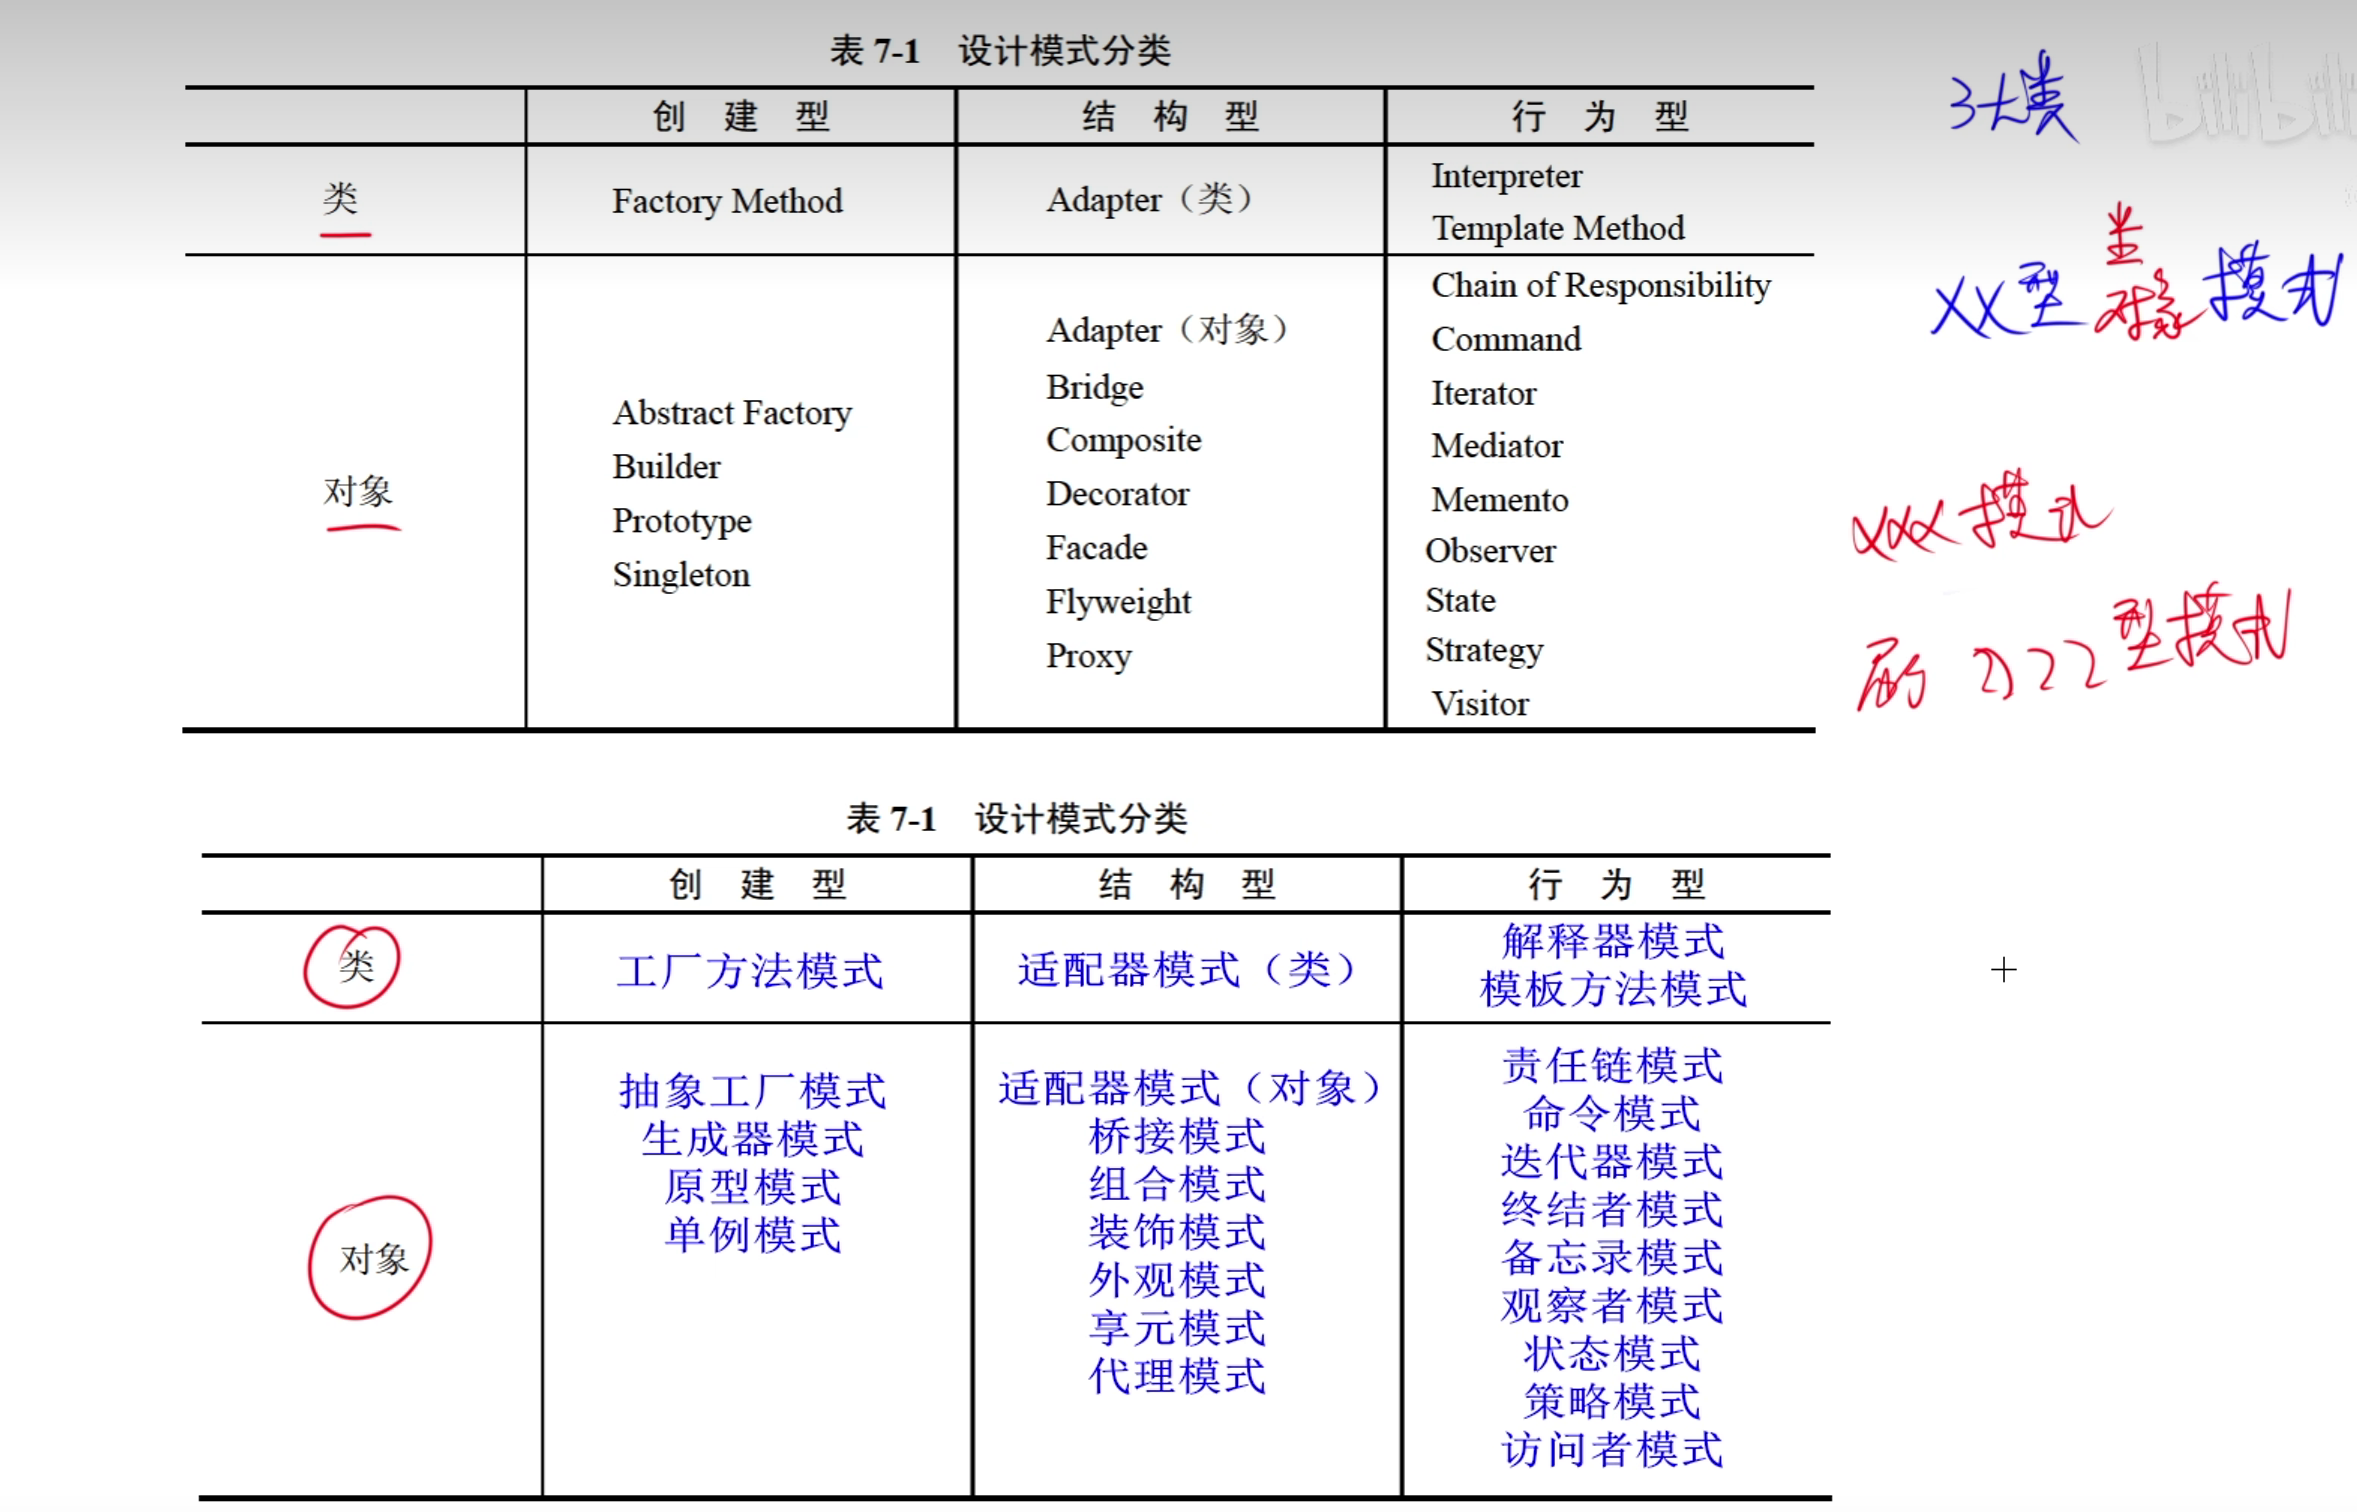 表 7-1 设计模式分类
创建型 结构型 行为型
类 Factory Method Adapter（类） Interpreter
Template Method
对象
Abstract Factory
Builder
Prototype
Singleton
Adapter（对象）
Bridge
Composite
Decorator
Facade
Flyweight
Proxy
Chain of Responsibility
Command
Iterator
Mediator
Memento
Observer
State
Strategy
Visitor
3大类
bilibili
XX型 类 对象 模式
xxx模式
型模式
表 7-1 设计模式分类
创建型 结构型 行为型
类 工厂方法模式 适配器模式（类） 解释器模式
模板方法模式
对象
抽象工厂模式
生成器模式
原型模式
单例模式
适配器模式（对象）
桥接模式
组合模式
装饰模式
外观模式
享元模式
代理模式
责任链模式
命令模式
迭代器模式
终结者模式
备忘录模式
观察者模式
状态模式
策略模式
访问者模式